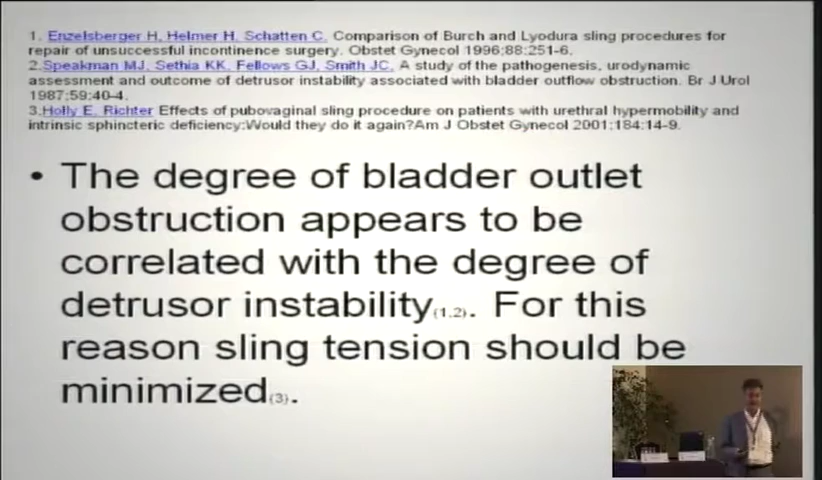 1. Enzelsberger H, Helmer H, Schatten C. Comparison of Burch and Lyodura sling procedures for
repair of unsuccessful incontinence surgery. Obstet Gynecol 1996;88:251-6.
2.Speakman MJ, Sethia KK, Fellows GJ, Smith JC. A study of the pathogenesis, urodynamic
assessment and outcome of detrusor instability associated with bladder outflow obstruction. Br J Urol
1987;59:40-4.
3.Holly E. Richter Effects of pubovaginal sling procedure on patients with urethral hypermobility and
intrinsic sphincteric deficiency:Would they do it again?Am J Obstet Gynecol 2001;184:14-9.
• The degree of bladder outlet
obstruction appears to be
correlated with the degree of
detrusor instability(1,2). For this
reason sling tension should be
minimized(3).